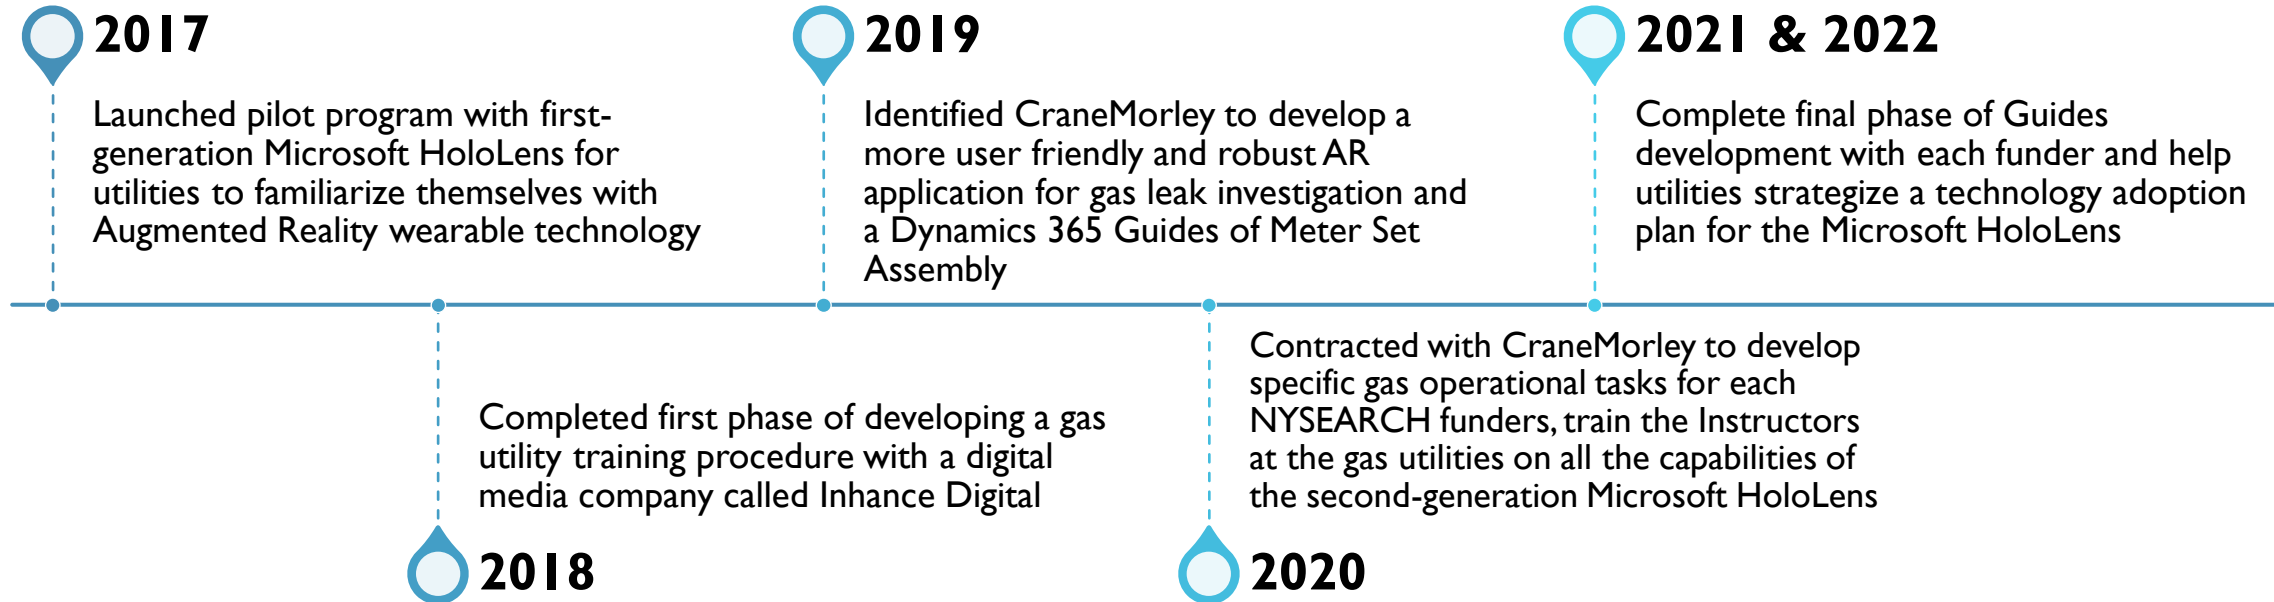 2017
Launched pilot program with first-
generation Microsoft HoloLens for
utilities to familiarize themselves with
Augmented Reality wearable technology
2018
Completed first phase of developing a gas
utility training procedure with a digital
media company called Inhance Digital
2019
Identified CraneMorley to develop a
more user friendly and robust AR
application for gas leak investigation and
a Dynamics 365 Guides of Meter Set
Assembly
2020
Contracted with CraneMorley to develop
specific gas operational tasks for each
NYSEARCH funders, train the Instructors
at the gas utilities on all the capabilities of
the second-generation Microsoft HoloLens
2021 & 2022
Complete final phase of Guides
development with each funder and help
utilities strategize a technology adoption
plan for the Microsoft HoloLens